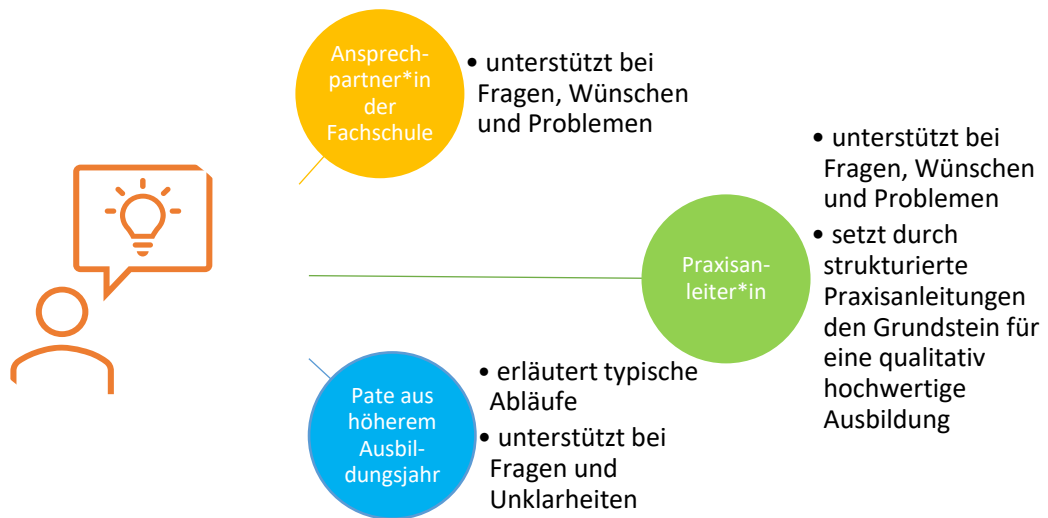 Ansprech-
partner*in
der
Fachschule
• unterstützt bei
Fragen, Wünschen
und Problemen
Praxisan-
leiter*in
• unterstützt bei
Fragen, Wünschen
und Problemen
• setzt durch
strukturierte
Praxisanleitungen
den Grundstein für
eine qualitativ
hochwertige
Ausbildung
Pate aus
höherem
Ausbil-
dungsjahr
• erläutert typische
Abläufe
• unterstützt bei
Fragen und
Unklarheiten